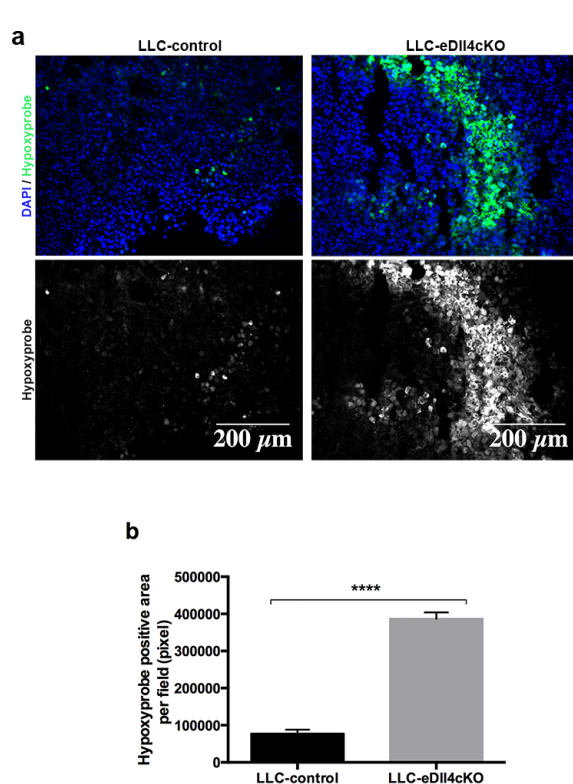 a
LLC-control
LLC-eDll4cKO
DAPI / Hypoxyprobe
Hypoxyprobe
200 µm
200 µm
b
Hypoxyprobe positive area
per field (pixel)
500000
400000
300000
200000
100000
0
****
LLC-control
LLC-eDll4cKO